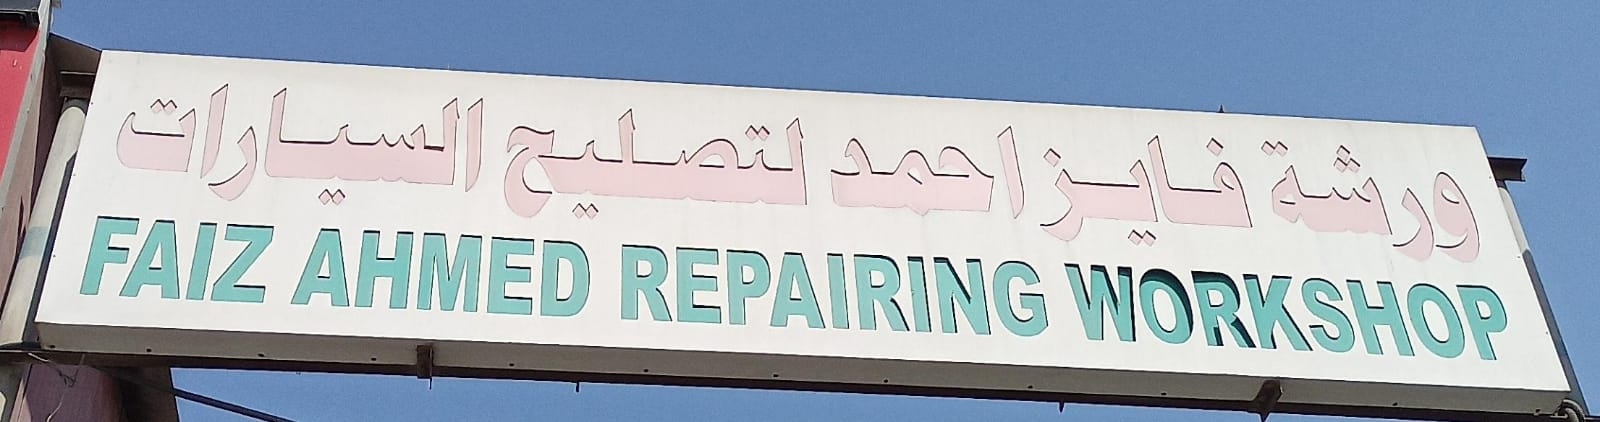 ورشة فايز احمد لتصليح السيارات
FAIZ AHMED REPAIRING WORKSHOP